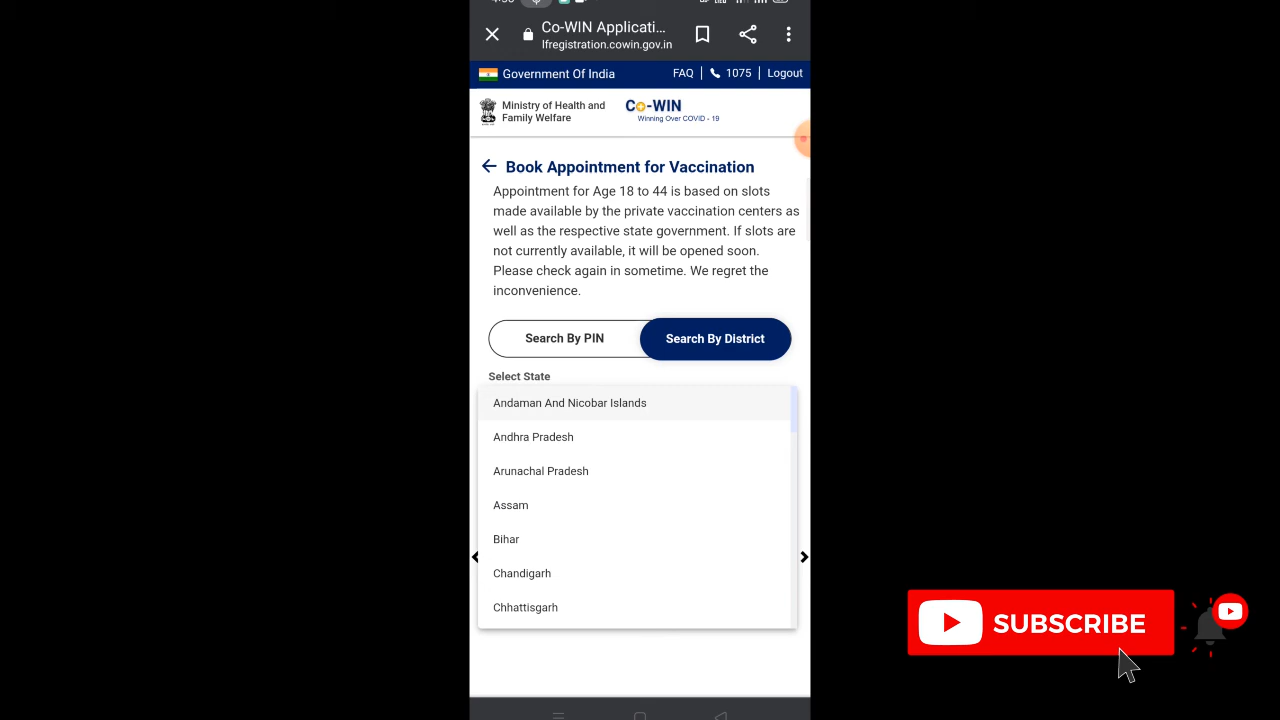 Co-WIN Applicati...
lfregistration.cowin.gov.in
Government Of India
FAQ
1075
Logout
Ministry of Health and
Family Welfare
Co-WIN
Winning Over COVID - 19
Book Appointment for Vaccination
Appointment for Age 18 to 44 is based on slots
made available by the private vaccination centers as
well as the respective state government. If slots are
not currently available, it will be opened soon.
Please check again in sometime. We regret the
inconvenience.
Search By PIN
Search By District
Select State
Andaman And Nicobar Islands
Andhra Pradesh
Arunachal Pradesh
Assam
Bihar
Chandigarh
Chhattisgarh
SUBSCRIBE